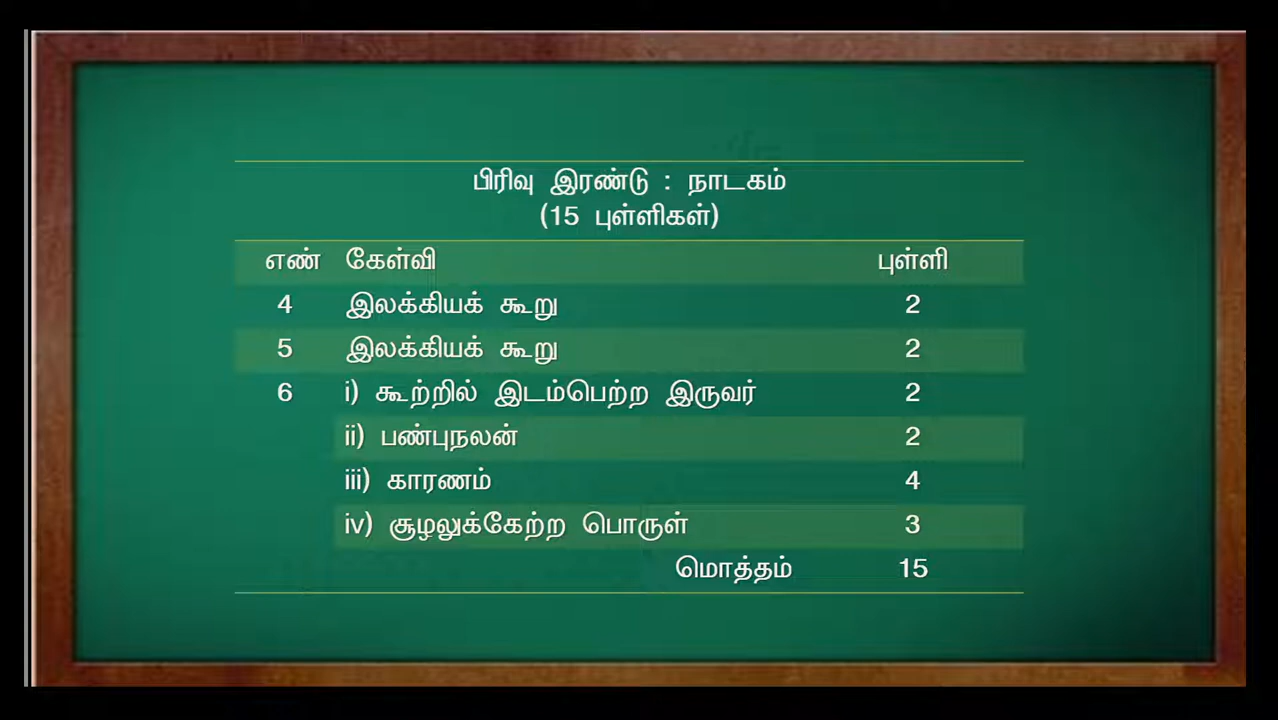 பிரிவு இரண்டு : நாடகம்
(15 புள்ளிகள்)
எண் கேள்வி புள்ளி
4 இலக்கியக் கூறு 2
5 இலக்கியக் கூறு 2
6 i) கூற்றில் இடம்பெற்ற இருவர் 2
ii) பண்புநலன் 2
iii) காரணம் 4
iv) சூழலுக்கேற்ற பொருள் 3
மொத்தம் 15